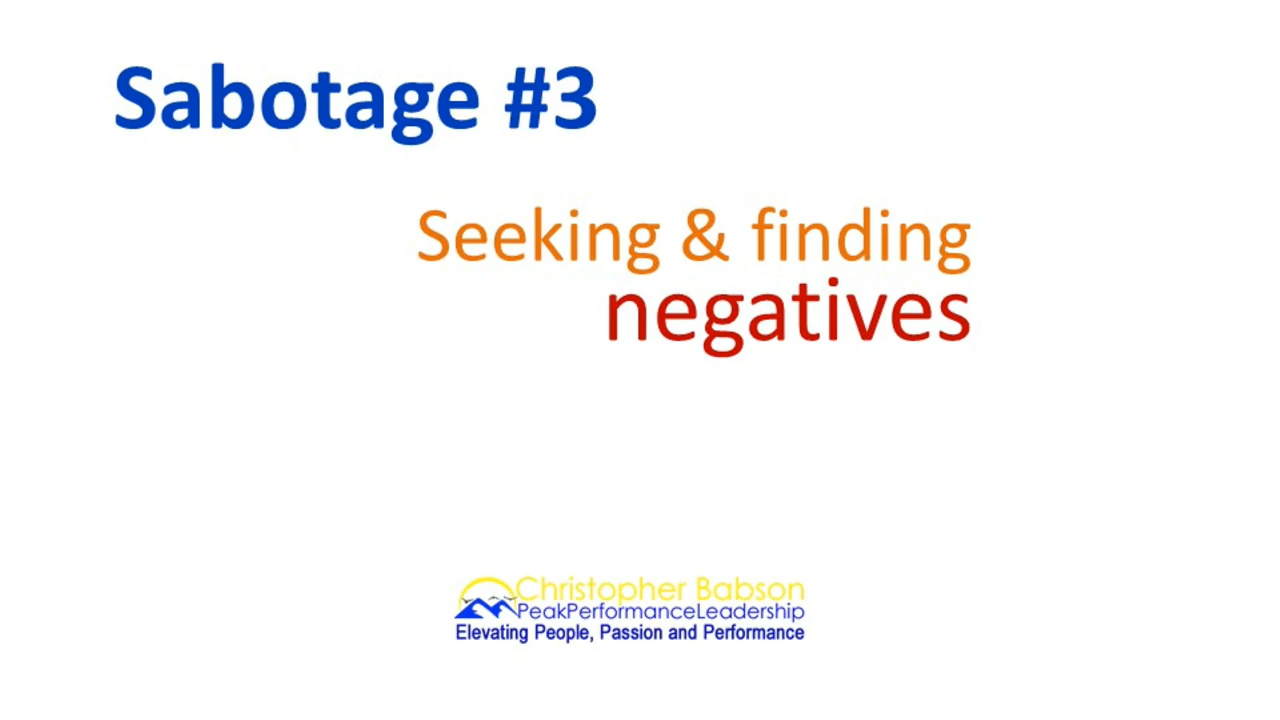 Sabotage #3
Seeking & finding
negatives
Christopher Babson
PeakPerformanceLeadership
Elevating People, Passion and Performance